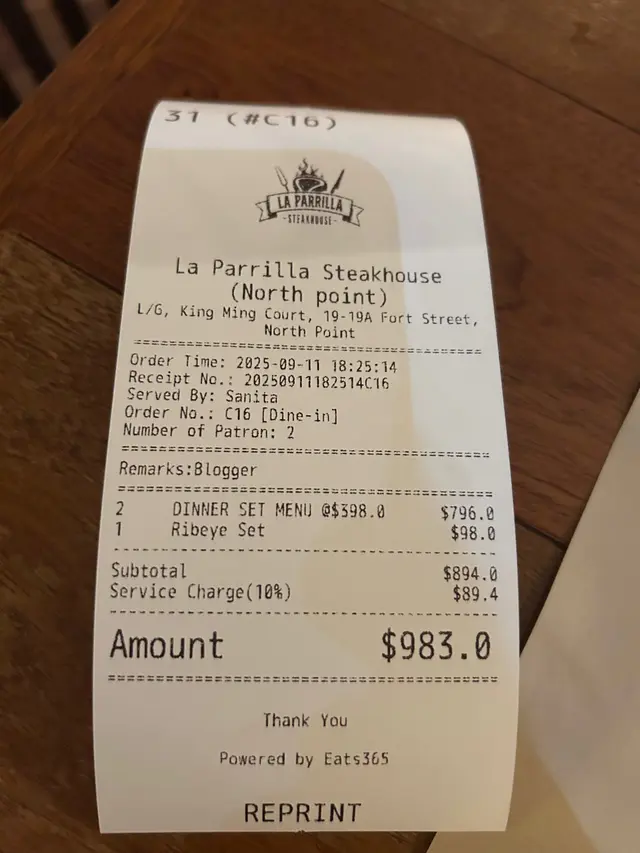 31 (#C16)
LA PARRILLA
-STEAKHOUSE-
La Parrilla Steakhouse
(North point)
L/G, King Ming Court, 19-19A Fort Street,
North Point
Order Time: 2025-09-11 18:25:14
Receipt No.: 20250911182514C16
Served By: Sanita
Order No.: C16 [Dine-in]
Number of Patron: 2
Remarks:Blogger
2 DINNER SET MENU @$398.0 $796.0
1 Ribeye Set $98.0
Subtotal $894.0
Service Charge(10%) $89.4
Amount $983.0
Thank You
Powered by Eats365
REPRINT